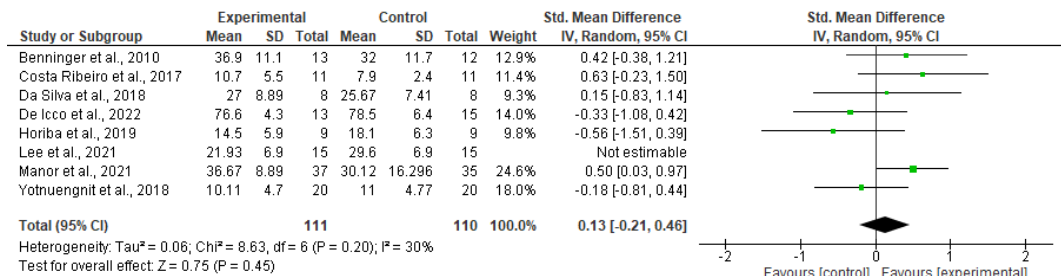 Experimental Control Std. Mean Difference Std. Mean Difference
Study or Subgroup Mean SD Total Mean SD Total Weight IV, Random, 95% CI IV, Random, 95% CI
Benninger et al., 2010 36.9 11.1 13 32 11.7 12 12.9% 0.42 [-0.38, 1.21]
Costa Ribeiro et al., 2017 10.7 5.5 11 7.9 2.4 11 11.4% 0.63 [-0.23, 1.50]
Da Silva et al., 2018 27 8.89 8 25.67 7.41 8 9.3% 0.15 [-0.83, 1.14]
De Icco et al., 2022 76.6 4.3 13 78.5 6.4 15 14.0% -0.33 [-1.08, 0.42]
Horiba et al., 2019 14.5 5.9 9 18.1 6.3 9 9.8% -0.56 [-1.51, 0.39]
Lee et al., 2021 21.93 6.9 15 29.6 6.9 15 Not estimable
Manor et al., 2021 36.67 8.89 37 30.12 16.296 35 24.6% 0.50 [0.03, 0.97]
Yotnuengnit et al., 2018 10.11 4.7 20 11 4.77 20 18.0% -0.18 [-0.81, 0.44]
Total (95% CI) 111 110 100.0% 0.13 [-0.21, 0.46]
Heterogeneity: Tau² = 0.06; Chi² = 8.63, df = 6 (P = 0.20); I² = 30%
Test for overall effect: Z = 0.75 (P = 0.45)
-2 -1 0 1 2
Favours [control] Favours [experimental]